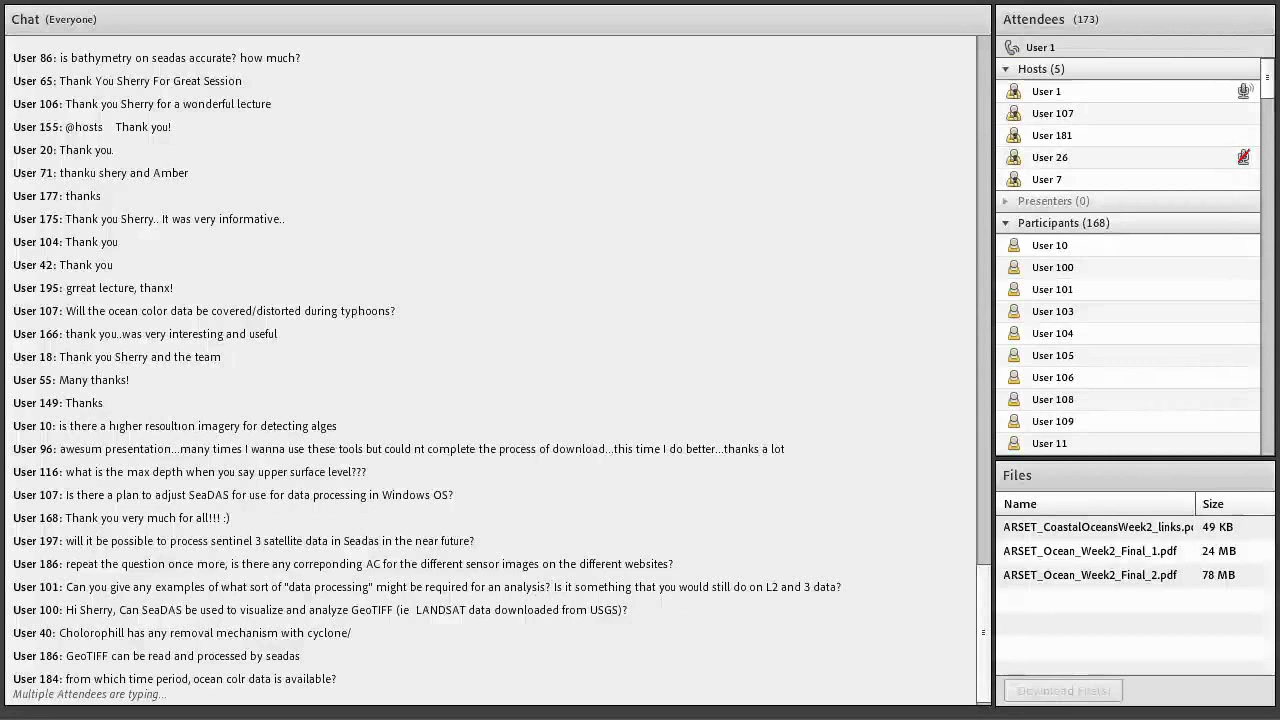 Chat (Everyone)
User 86: is bathymetry on seadas accurate? how much?
User 65: Thank You Sherry For Great Session
User 106: Thank you Sherry for a wonderful lecture
User 155: @hosts Thank you!
User 20: Thank you.
User 71: thanku shery and Amber
User 177: thanks
User 175: Thank you Sherry.. It was very informative..
User 104: Thank you
User 42: Thank you
User 195: grreat lecture, thanx!
User 107: Will the ocean color data be covered/distorted during typhoons?
User 166: thank you..was very interesting and useful
User 18: Thank you Sherry and the team
User 55: Many thanks!
User 149: Thanks
User 10: is there a higher resoultion imagery for detecting alges
User 96: awesum presentation...many times I wanna use these tools but could nt complete the process of download...this time I do better...thanks a lot
User 116: what is the max depth when you say upper surface level???
User 107: Is there a plan to adjust SeaDAS for use for data processing in Windows OS?
User 168: Thank you very much for all!!! :)
User 197: will it be possible to process sentinel 3 satellite data in Seadas in the near future?
User 186: repeat the question once more, is there any correponding AC for the different sensor images on the different websites?
User 101: Can you give any examples of what sort of "data processing" might be required for an analysis? Is it something that you would still do on L2 and 3 data?
User 100: Hi Sherry, Can SeaDAS be used to visualize and analyze GeoTIFF (ie LANDSAT data downloaded from USGS)?
User 40: Cholorophill has any removal mechanism with cyclone/
User 186: GeoTIFF can be read and processed by seadas
User 184: from which time period, ocean colr data is available?
Multiple Attendees are typing...
Attendees (173)
User 1
Hosts (5)
User 1
User 107
User 181
User 26
User 7
Presenters (0)
Participants (168)
User 10
User 100
User 101
User 103
User 104
User 105
User 106
User 108
User 109
User 11
Files
Name Size
ARSET_CoastalOceansWeek2_links.pc 49 KB
ARSET_Ocean_Week2_Final_1.pdf 24 MB
ARSET_Ocean_Week2_Final_2.pdf 78 MB
Download File(s)